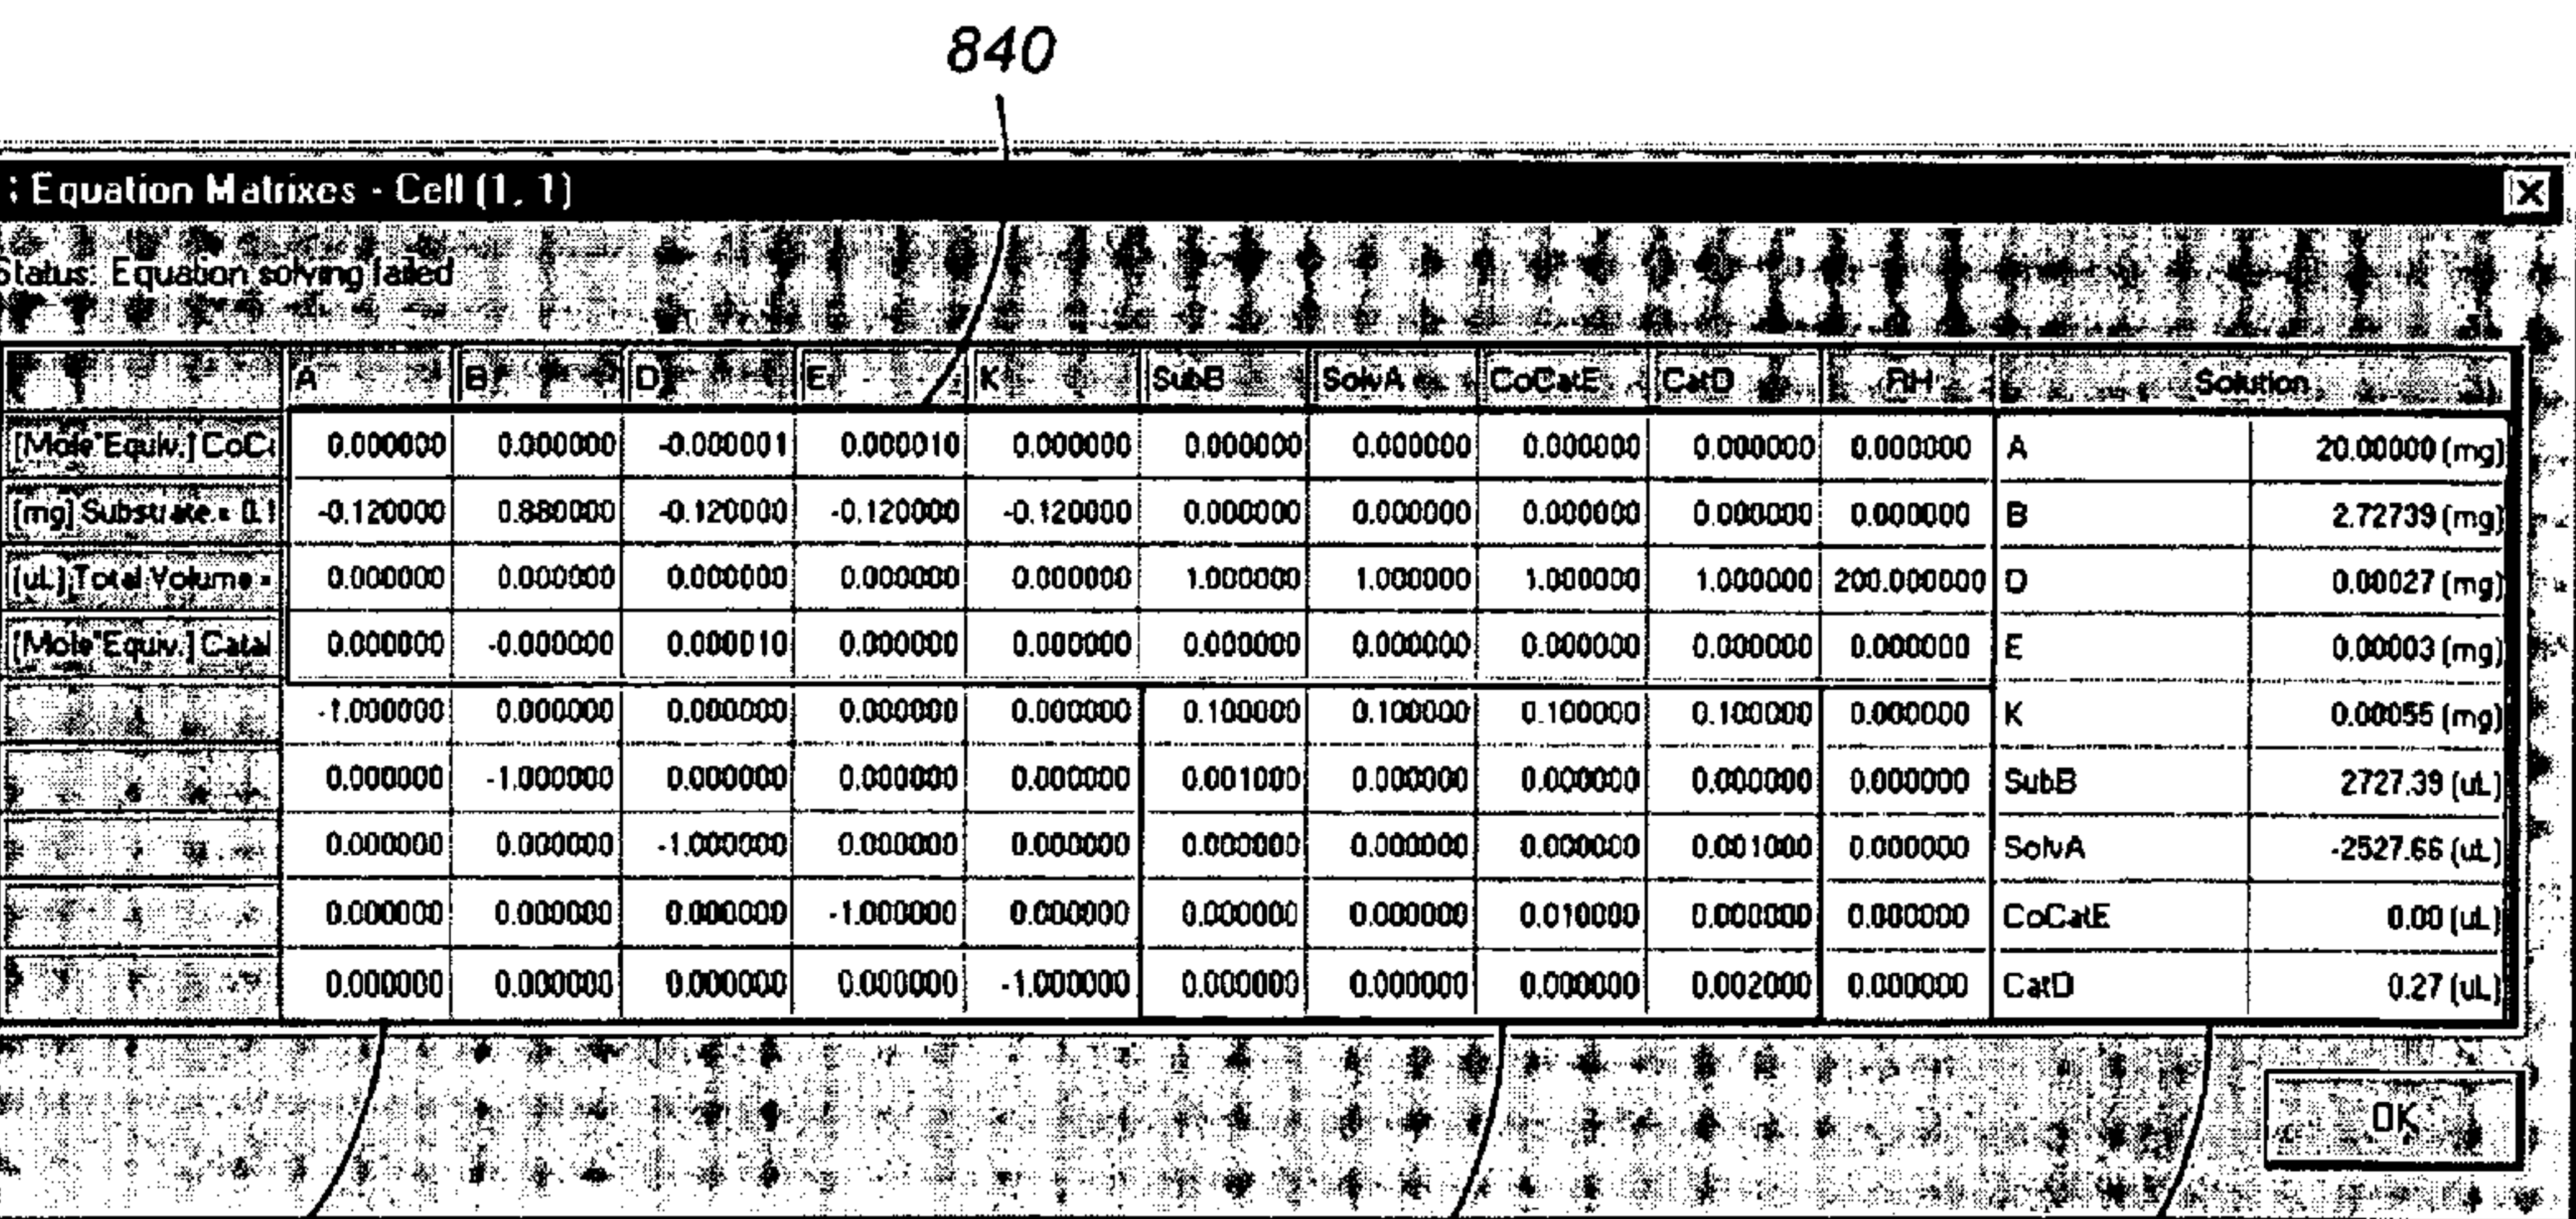 840
: Equation Matrixes - Cell (1, 1)
Status: Equation solving failed
A B D E K SubB SolvA CoCatE CatD RH Solution
[Mole*Equiv.] CoCa 0.000000 0.000000 -0.000001 0.000010 0.000000 0.000000 0.000000 0.000000 0.000000 0.000000 A 20.00000 (mg)
[mg] Substrate = 0.1 -0.120000 0.880000 -0.120000 -0.120000 -0.120000 0.000000 0.000000 0.000000 0.000000 0.000000 B 2.72739 (mg)
[uL] Total Volume = 0.000000 0.000000 0.000000 0.000000 0.000000 1.000000 1.000000 1.000000 1.000000 200.000000 D 0.00027 (mg)
[Mole*Equiv.] Catal 0.000000 -0.000000 0.000010 0.000000 0.000000 0.000000 0.000000 0.000000 0.000000 0.000000 E 0.00003 (mg)
-1.000000 0.000000 0.000000 0.000000 0.000000 0.100000 0.100000 0.100000 0.100000 0.000000 K 0.00055 (mg)
0.000000 -1.000000 0.000000 0.000000 0.000000 0.001000 0.000000 0.000000 0.000000 0.000000 SubB 2727.39 (uL)
0.000000 0.000000 -1.000000 0.000000 0.000000 0.000000 0.000000 0.000000 0.001000 0.000000 SolvA -2527.66 (uL)
0.000000 0.000000 0.000000 -1.000000 0.000000 0.000000 0.000000 0.010000 0.000000 0.000000 CoCatE 0.00 (uL)
0.000000 0.000000 0.000000 0.000000 -1.000000 0.000000 0.000000 0.000000 0.002000 0.000000 CatD 0.27 (uL)
OK